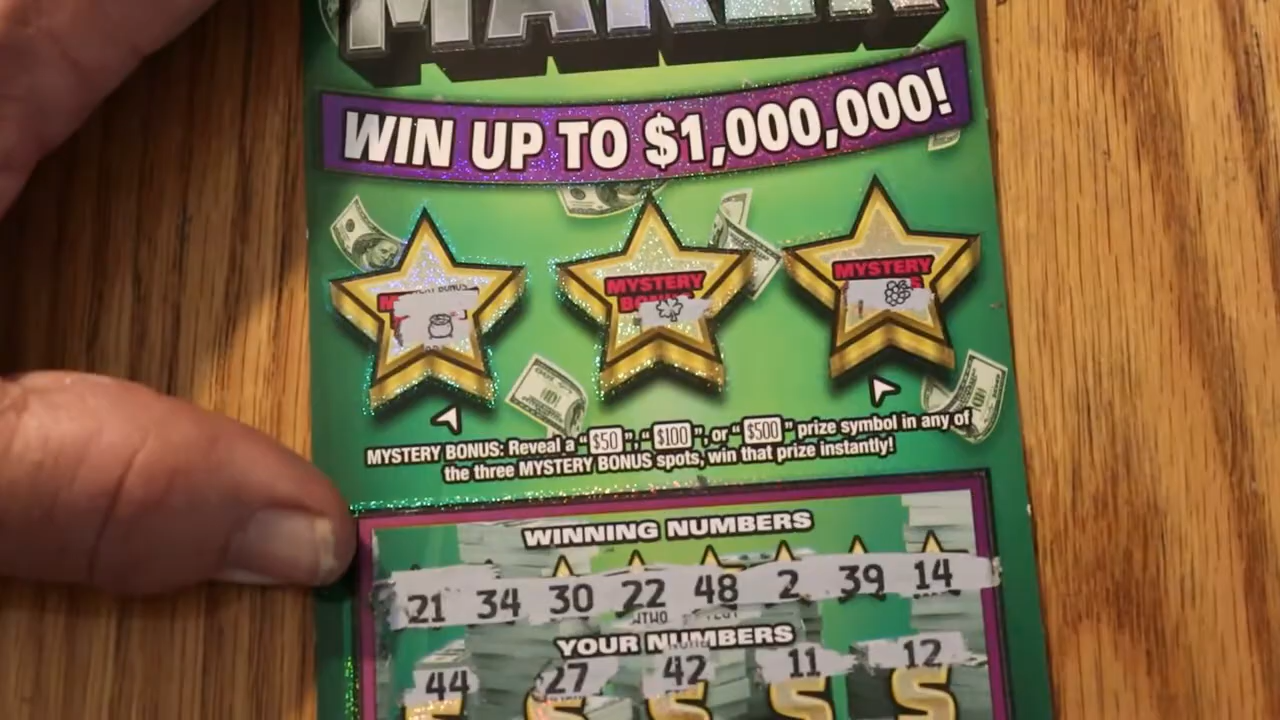 MAKER
WIN UP TO $1,000,000!
MYSTERY
MYSTERY
MYSTERY BONUS: Reveal a "$50", "$100", or "$500" prize symbol in any of
the three MYSTERY BONUS spots, win that prize instantly!
WINNING NUMBERS
21 34 30 22 48 2 39 14
YOUR NUMBERS
44 27 42 11 12